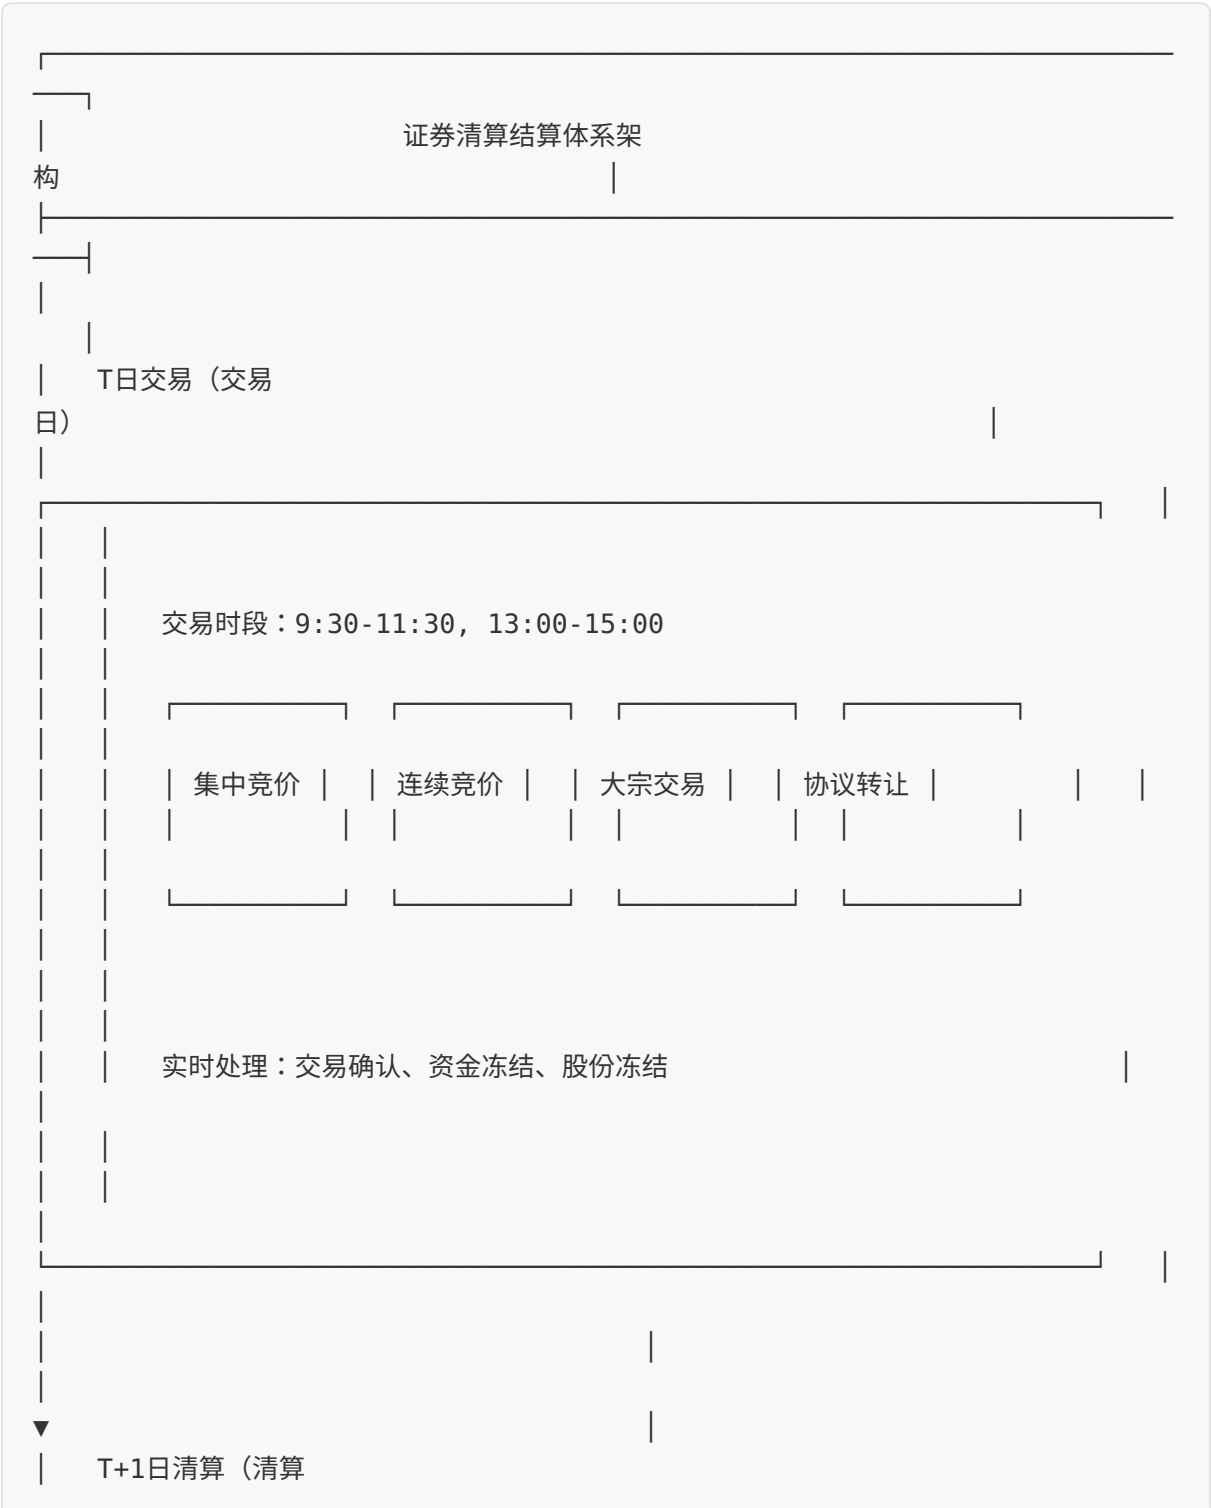 证券清算结算体系架
构
T日交易（交易
日）
交易时段：9:30-11:30, 13:00-15:00
集中竞价 连续竞价 大宗交易 协议转让
实时处理：交易确认、资金冻结、股份冻结
▼
T+1日清算（清算